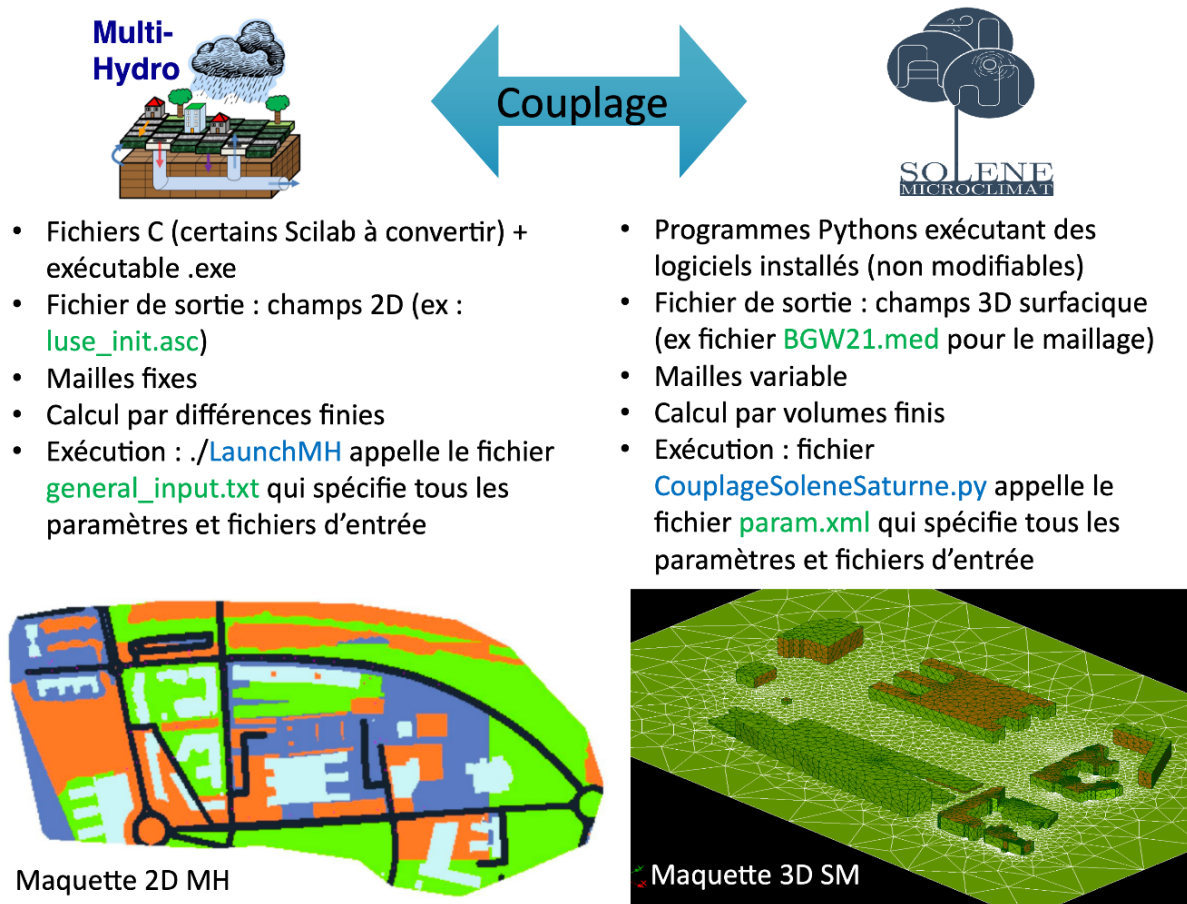 Multi-
Hydro
Couplage
SOLENE
MICROCLIMAT
• Fichiers C (certains Scilab à convertir) +
exécutable .exe
• Fichier de sortie : champs 2D (ex :
luse_init.asc)
• Mailles fixes
• Calcul par différences finies
• Exécution : ./LaunchMH appelle le fichier
general_input.txt qui spécifie tous les
paramètres et fichiers d’entrée
• Programmes Pythons exécutant des
logiciels installés (non modifiables)
• Fichier de sortie : champs 3D surfacique
(ex fichier BGW21.med pour le maillage)
• Mailles variable
• Calcul par volumes finis
• Exécution : fichier
CouplageSoleneSaturne.py appelle le
fichier param.xml qui spécifie tous les
paramètres et fichiers d’entrée
Maquette 2D MH
Maquette 3D SM